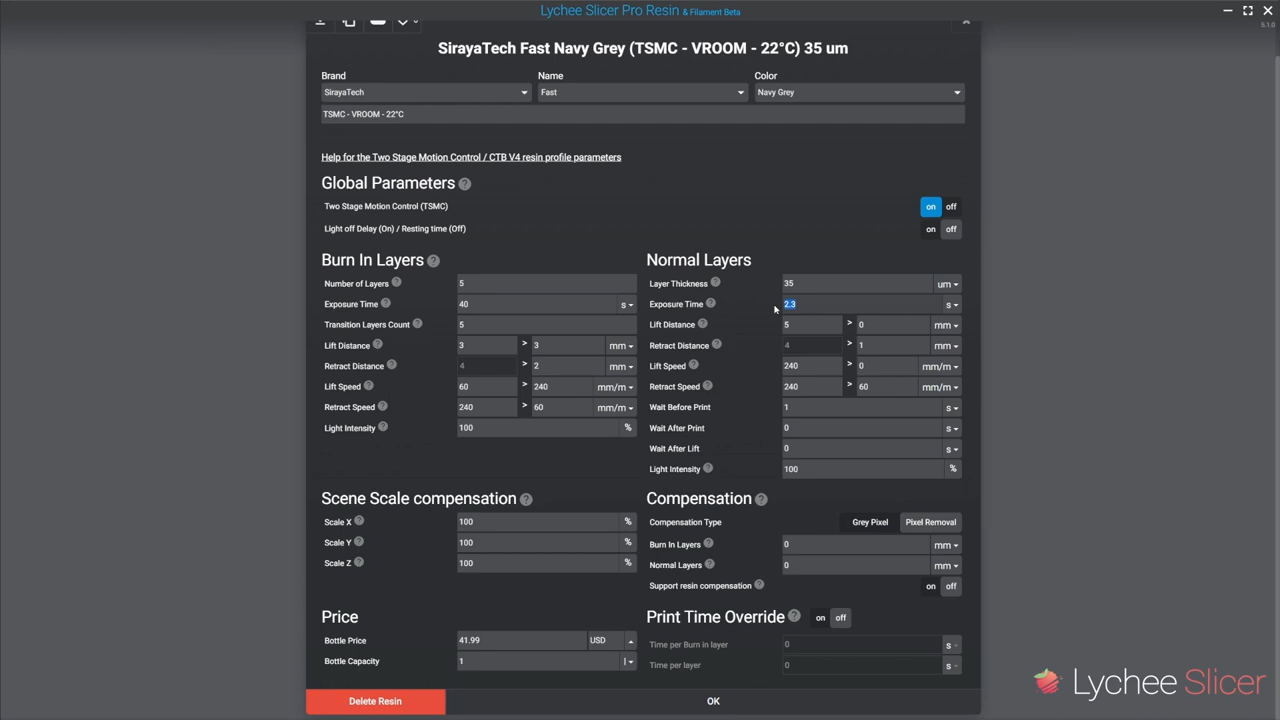 Lychee Slicer Pro Resin & Filament Beta
5.1.0
SirayaTech Fast Navy Grey (TSMC - VROOM - 22°C) 35 um
Brand Name Color
SirayaTech Fast Navy Grey
TSMC - VROOM - 22°C
Help for the Two Stage Motion Control / CTB V4 resin profile parameters
Global Parameters ?
Two Stage Motion Control (TSMC) on off
Light off Delay (On) / Resting time (Off) on off
Burn In Layers ?
Number of Layers ? 5
Exposure Time ? 40 s
Transition Layers Count ? 5
Lift Distance ? 3 > 3 mm
Retract Distance ? 4 2 mm
Lift Speed ? 60 > 240 mm/m
Retract Speed ? 240 > 60 mm/m
Light Intensity ? 100 %
Normal Layers
Layer Thickness ? 35 um
Exposure Time ? 2.3 s
Lift Distance ? 5 > 0 mm
Retract Distance ? 4 > 1 mm
Lift Speed ? 240 > 0 mm/m
Retract Speed ? 240 > 60 mm/m
Wait Before Print ? 1 s
Wait After Print ? 0 s
Wait After Lift ? 0 s
Light Intensity ? 100 %
Scene Scale compensation ?
Scale X ? 100 %
Scale Y ? 100 %
Scale Z ? 100 %
Compensation ?
Compensation Type Grey Pixel Pixel Removal
Burn In Layers ? 0 mm
Normal Layers ? 0 mm
Support resin compensation ? on off
Price
Bottle Price 41.99 USD
Bottle Capacity 1 l
Print Time Override ? on off
Time per Burn in layer 0 s
Time per layer 0 s
Delete Resin OK
Lychee Slicer